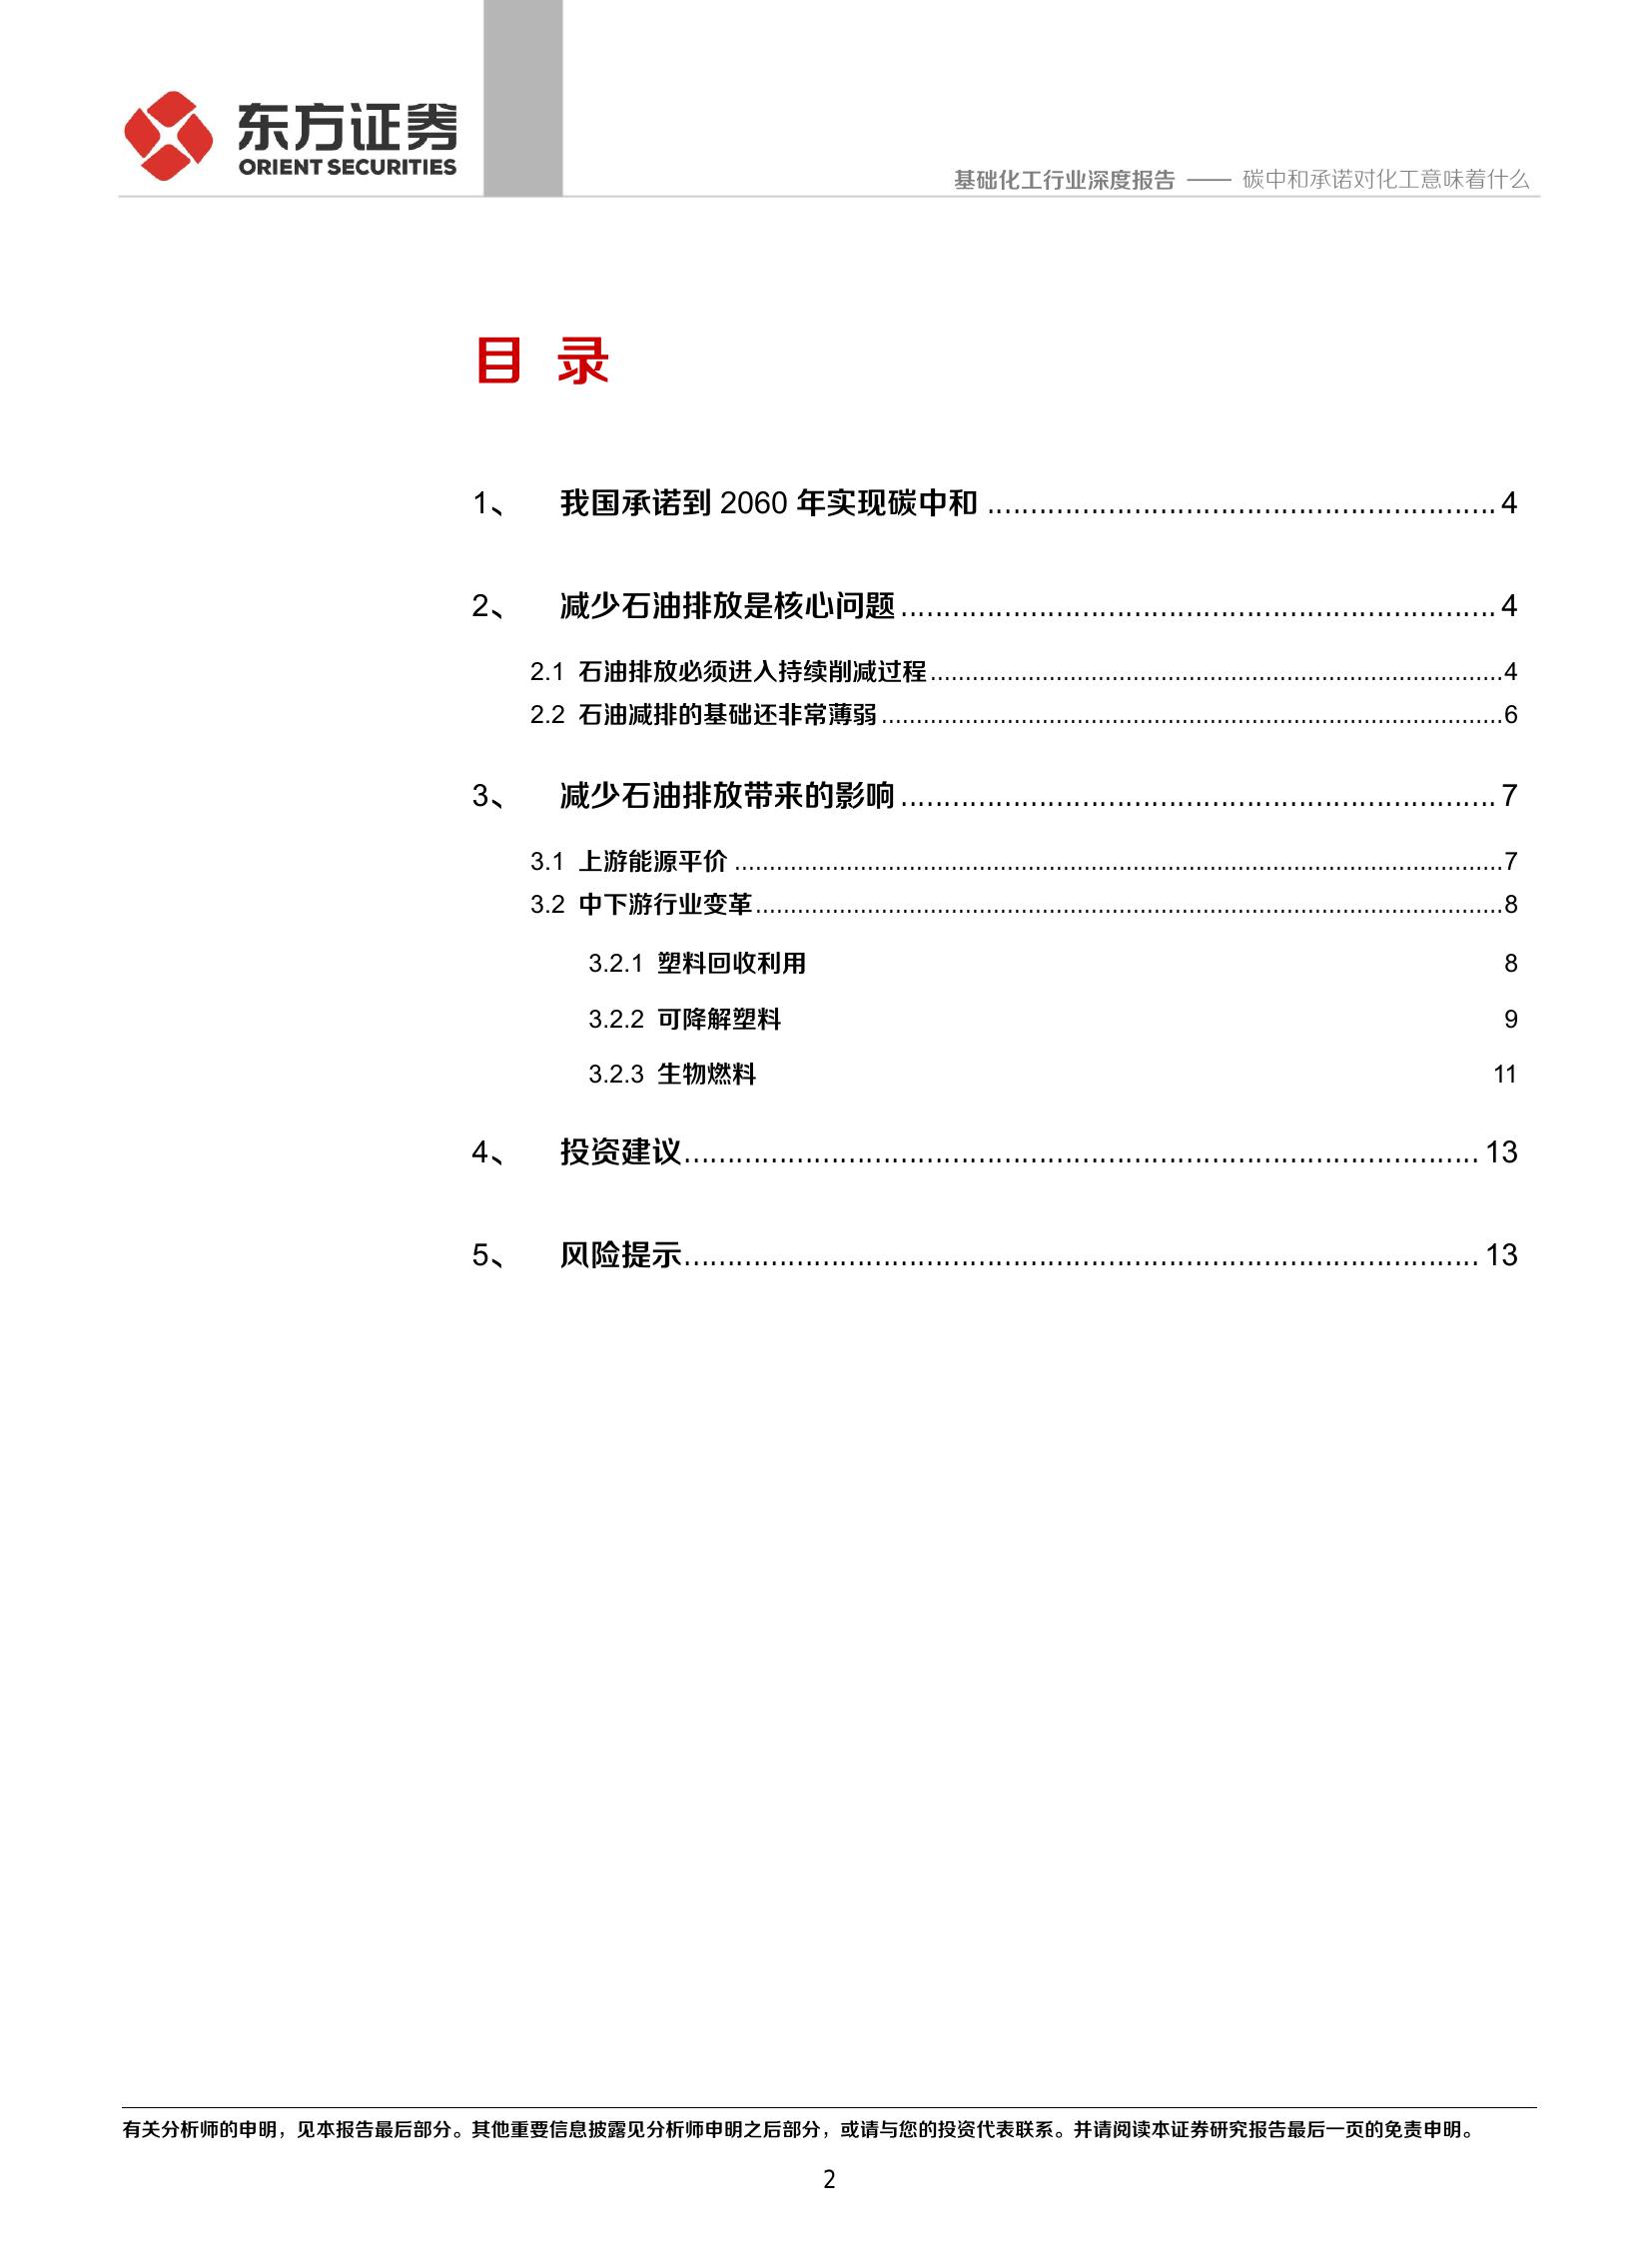 东方证券
ORIENT SECURITIES
基础化工行业深度报告 —— 碳中和承诺对化工意味着什么
目 录
1、 我国承诺到 2060 年实现碳中和 ........................................................... 4
2、 减少石油排放是核心问题 ..................................................................... 4
2.1 石油排放必须进入持续削减过程 ................................................................................4
2.2 石油减排的基础还非常薄弱 .......................................................................................6
3、 减少石油排放带来的影响 ..................................................................... 7
3.1 上游能源平价 ............................................................................................................7
3.2 中下游行业变革 .........................................................................................................8
3.2.1 塑料回收利用 8
3.2.2 可降解塑料 9
3.2.3 生物燃料 11
4、 投资建议 ............................................................................................ 13
5、 风险提示 ............................................................................................ 13
有关分析师的申明，见本报告最后部分。其他重要信息披露见分析师申明之后部分，或请与您的投资代表联系。并请阅读本证券研究报告最后一页的免责申明。
2